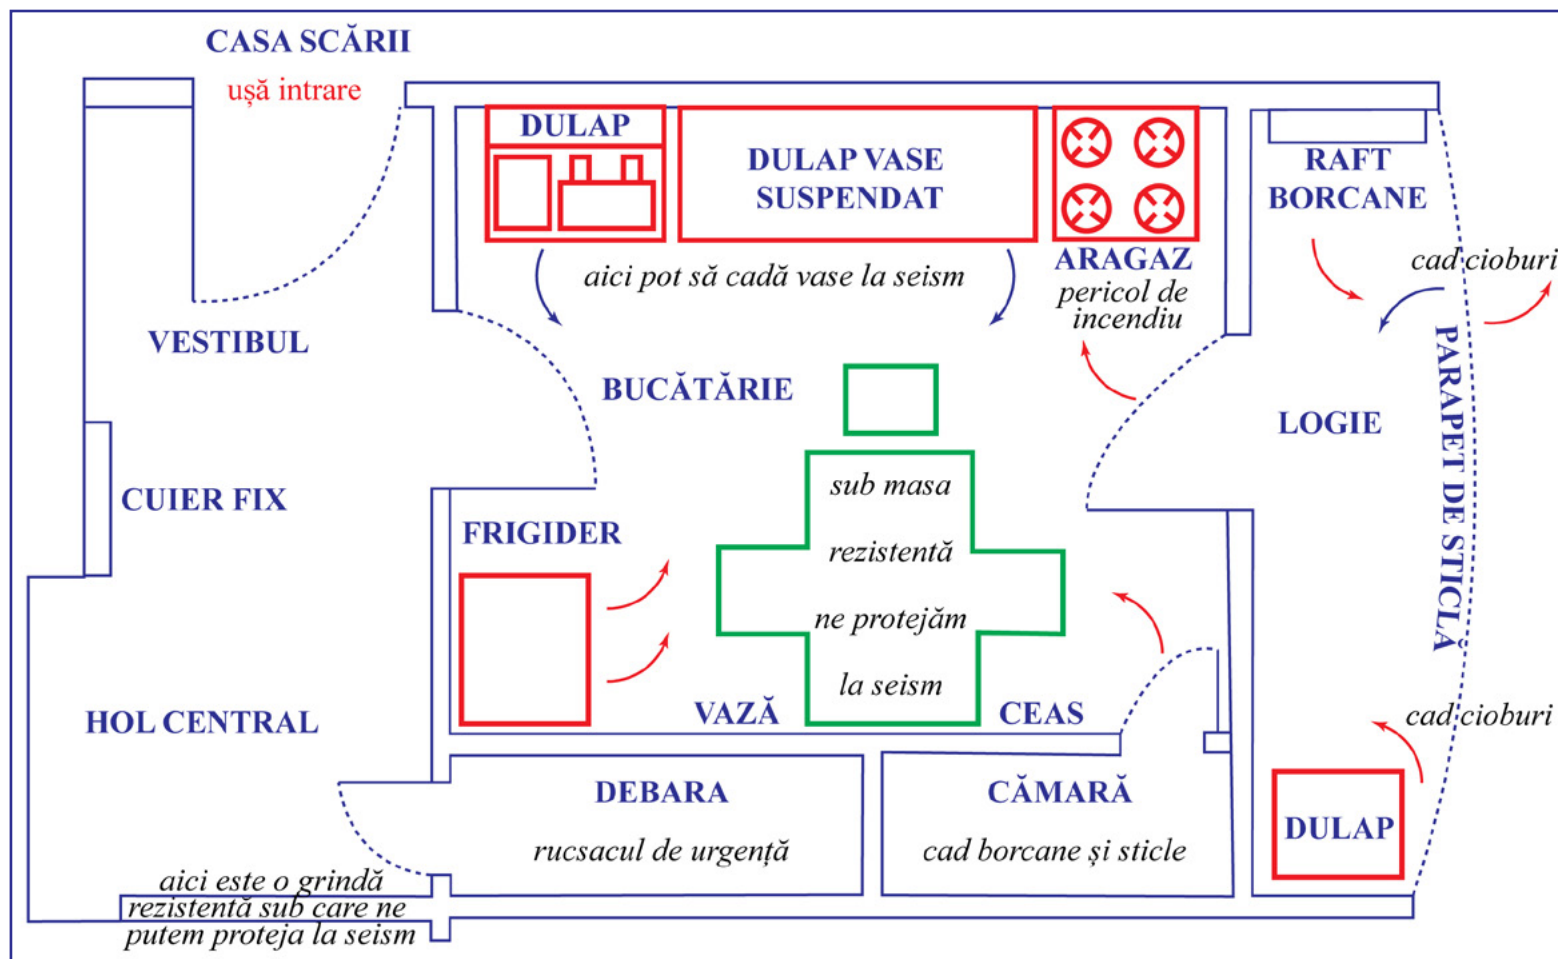 CASA SCĂRII
ușă intrare
DULAP
DULAP VASE
SUSPENDAT
RAFT
BORCANE
ARAGAZ
pericol de
incendiu
aici pot să cadă vase la seism
cad cioburi
VESTIBUL
BUCĂTĂRIE
LOGIE
PARAPET DE STICLĂ
CUIER FIX
FRIGIDER
sub masa
rezistentă
ne protejăm
la seism
HOL CENTRAL
VAZĂ
CEAS
cad cioburi
DEBARA
rucsacul de urgență
CĂMARĂ
cad borcane și sticle
DULAP
aici este o grindă
rezistentă sub care ne
putem proteja la seism